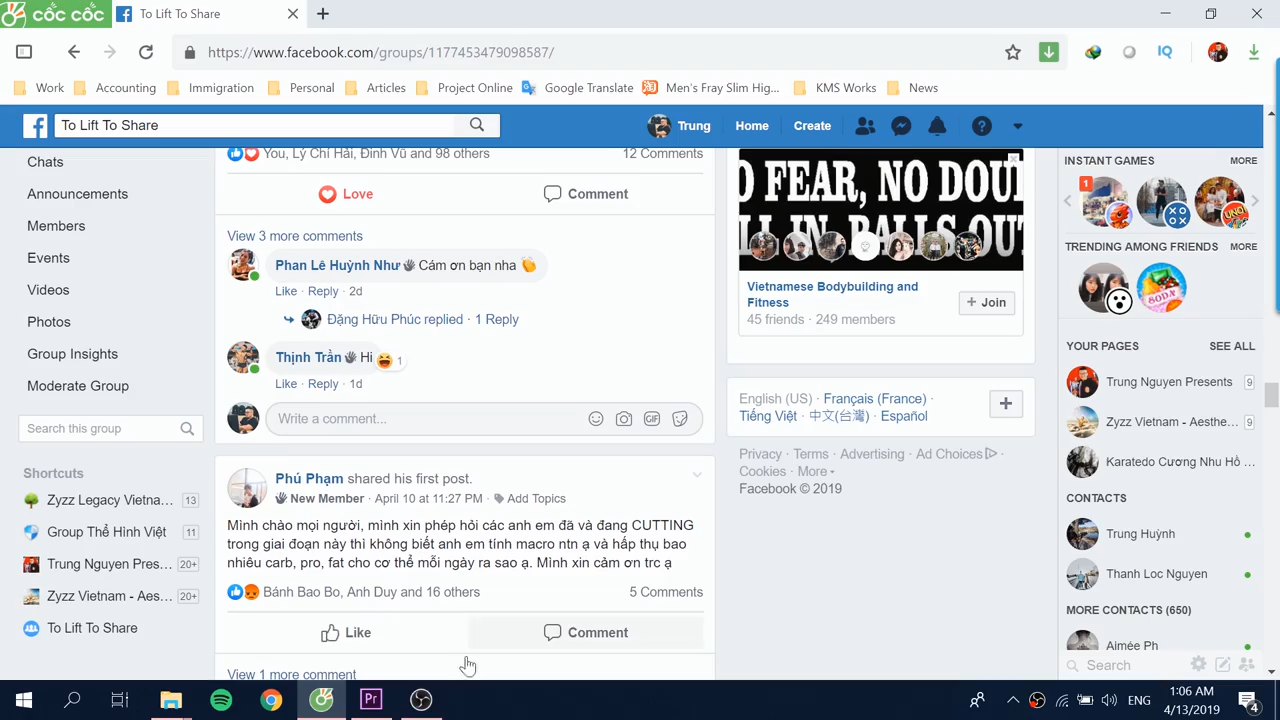 cốc cốc
To Lift To Share
https://www.facebook.com/groups/1177453479098587/
IQ
Work
Accounting
Immigration
Personal
Articles
Project Online
Google Translate
Men's Fray Slim Hig...
KMS Works
News
To Lift To Share
Trung
Home
Create
Chats
Announcements
Members
Events
Videos
Photos
Group Insights
Moderate Group
Search this group
Shortcuts
Zyzz Legacy Vietna... 13
Group Thể Hình Việt 11
Trung Nguyen Pres... 20+
Zyzz Vietnam - Aes... 20+
To Lift To Share
You, Lý Chí Hải, Đinh Vũ and 98 others
12 Comments
Love
Comment
View 3 more comments
Phan Lê Huỳnh Như Cám ơn bạn nha
Like · Reply · 2d
Đặng Hữu Phúc replied · 1 Reply
Thịnh Trần Hi
1
Like · Reply · 1d
Write a comment...
GIF
Phú Phạm shared his first post.
New Member · April 10 at 11:27 PM · Add Topics
Mình chào mọi người, mình xin phép hỏi các anh em đã và đang CUTTING
trong giai đoạn này thì không biết anh em tính macro ntn ạ và hấp thụ bao
nhiêu carb, pro, fat cho cơ thể mỗi ngày ra sao ạ. Mình xin cảm ơn trc ạ
Bánh Bao Bo, Anh Duy and 16 others
5 Comments
Like
Comment
View 1 more comment
O FEAR, NO DOU
LL IN, BALLS OUT
Vietnamese Bodybuilding and
Fitness
45 friends · 249 members
+ Join
English (US) · Français (France) ·
Tiếng Việt · 中文(台灣) · Español
Privacy · Terms · Advertising · Ad Choices ·
Cookies · More
Facebook © 2019
INSTANT GAMES
MORE
1
UNO
TRENDING AMONG FRIENDS
MORE
SODA
YOUR PAGES
SEE ALL
Trung Nguyen Presents 9
Zyzz Vietnam - Aesthe... 9
Karatedo Cương Nhu Hồ ...
CONTACTS
Trung Huỳnh
Thanh Loc Nguyen
MORE CONTACTS (650)
Aimée Ph
Search
Pr
ENG
1:06 AM
4/13/2019
4